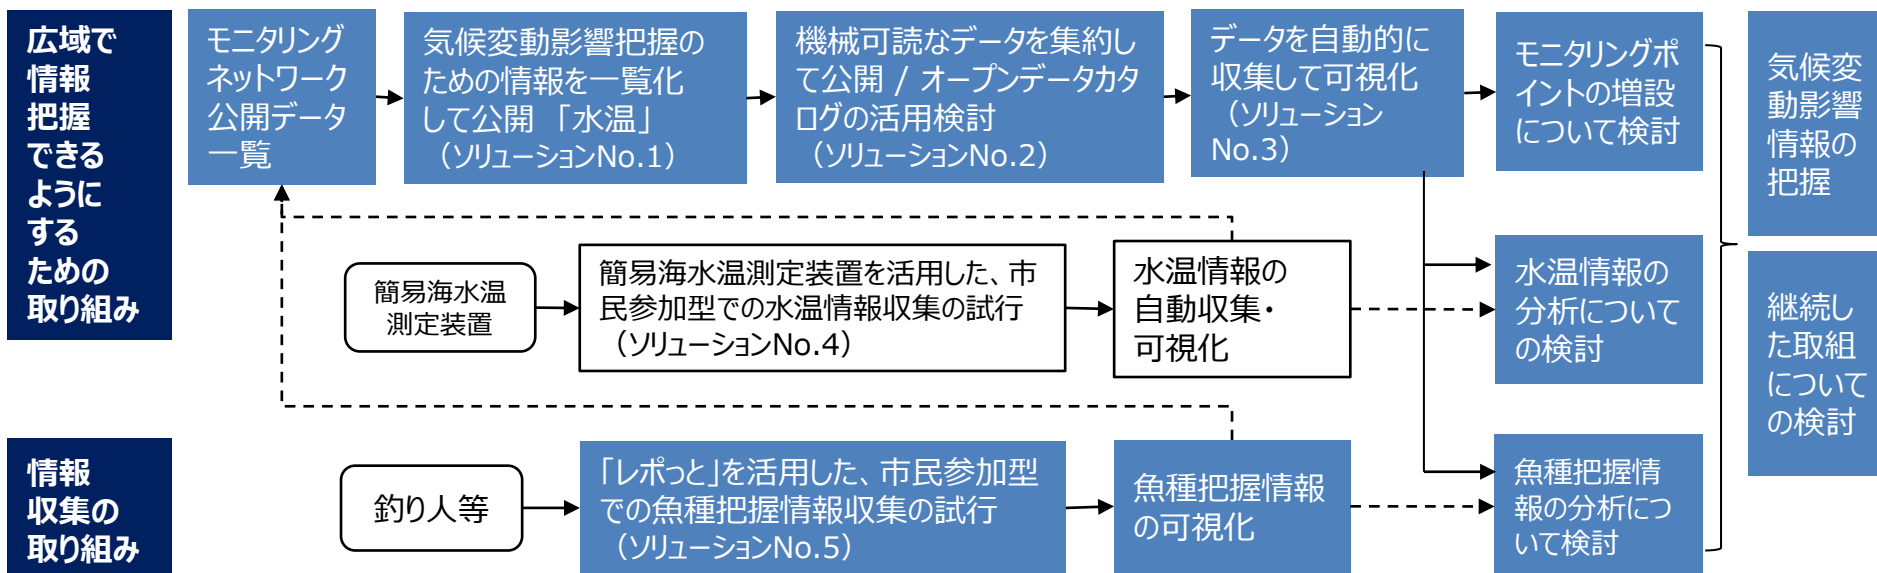 広域で
情報
把握
できる
ように
する
ための
取り組み
モニタリング
ネットワーク
公開データ
一覧
気候変動影響把握の
ための情報を一覧化
して公開 「水温」
（ソリューションNo.1）
機械可読なデータを集約し
て公開 / オープンデータカタ
ログの活用検討
（ソリューションNo.2）
データを自動的に
収集して可視化
（ソリューション
No.3）
モニタリングポ
イントの増設
について検討
気候変
動影響
情報の
把握
簡易海水温
測定装置
簡易海水温測定装置を活用した、市
民参加型での水温情報収集の試行
（ソリューションNo.4）
水温情報の
自動収集・
可視化
水温情報の
分析について
の検討
継続し
た取組
について
の検討
情報
収集の
取り組み
釣り人等
「レポっと」を活用した、市民参加型
での魚種把握情報収集の試行
（ソリューションNo.5）
魚種把握情報
の可視化
魚種把握情
報の分析につ
いて検討